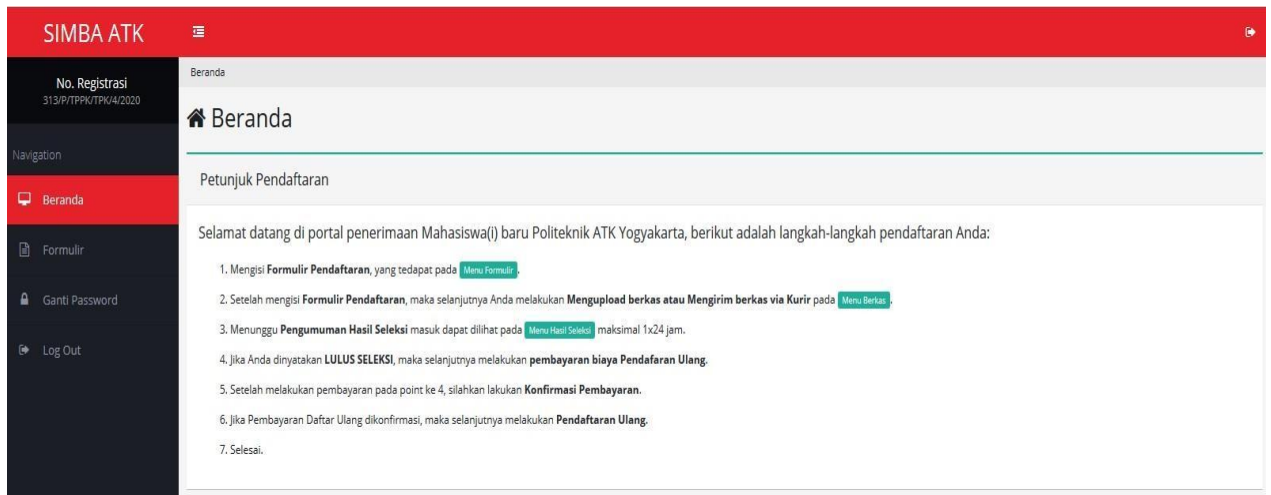 SIMBA ATK
No. Registrasi
313/P/TPPK/TPK/4/2020
Navigation
Beranda
Formulir
Ganti Password
Log Out
Beranda
Beranda
Petunjuk Pendaftaran
Selamat datang di portal penerimaan Mahasiswa(i) baru Politeknik ATK Yogyakarta, berikut adalah langkah-langkah pendaftaran Anda:
1. Mengisi Formulir Pendaftaran, yang tedapat pada Menu Formulir.
2. Setelah mengisi Formulir Pendaftaran, maka selanjutnya Anda melakukan Mengupload berkas atau Mengirim berkas via Kurir pada Menu Berkas.
3. Menunggu Pengumuman Hasil Seleksi masuk dapat dilihat pada Menu Hasil Seleksi maksimal 1x24 jam.
4. Jika Anda dinyatakan LULUS SELEKSI, maka selanjutnya melakukan pembayaran biaya Pendafaran Ulang.
5. Setelah melakukan pembayaran pada point ke 4, silahkan lakukan Konfirmasi Pembayaran.
6. Jika Pembayaran Daftar Ulang dikonfirmasi, maka selanjutnya melakukan Pendaftaran Ulang.
7. Selesai.